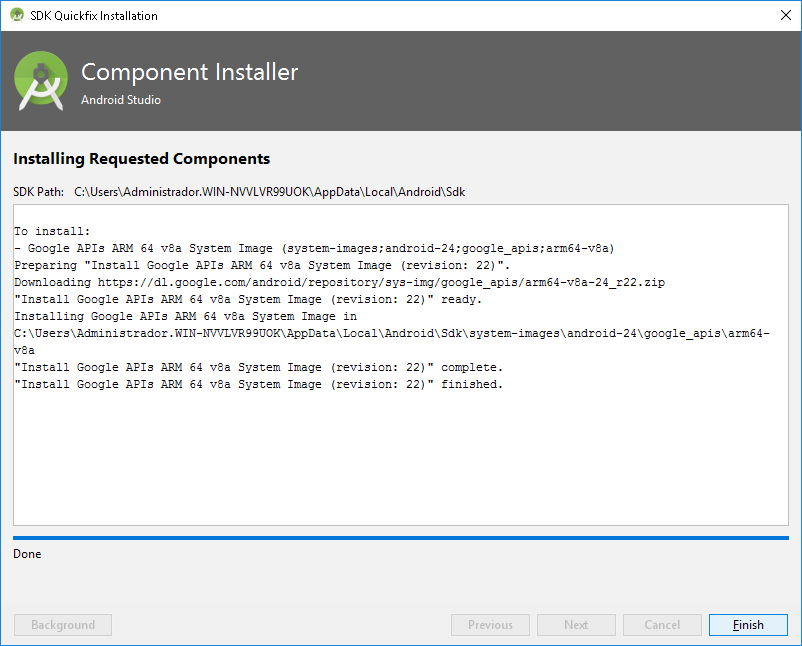 SDK Quickfix Installation
Component Installer
Android Studio
Installing Requested Components
SDK Path: C:\Users\Administrador.WIN-NVVLVR99UOK\AppData\Local\Android\Sdk
To install:
- Google APIs ARM 64 v8a System Image (system-images;android-24;google_apis;arm64-v8a)
Preparing "Install Google APIs ARM 64 v8a System Image (revision: 22)".
Downloading https://dl.google.com/android/repository/sys-img/google_apis/arm64-v8a-24_r22.zip
"Install Google APIs ARM 64 v8a System Image (revision: 22)" ready.
Installing Google APIs ARM 64 v8a System Image in
C:\Users\Administrador.WIN-NVVLVR99UOK\AppData\Local\Android\Sdk\system-images\android-24\google_apis\arm64-
v8a
"Install Google APIs ARM 64 v8a System Image (revision: 22)" complete.
"Install Google APIs ARM 64 v8a System Image (revision: 22)" finished.
Done
Background Previous Next Cancel Finish